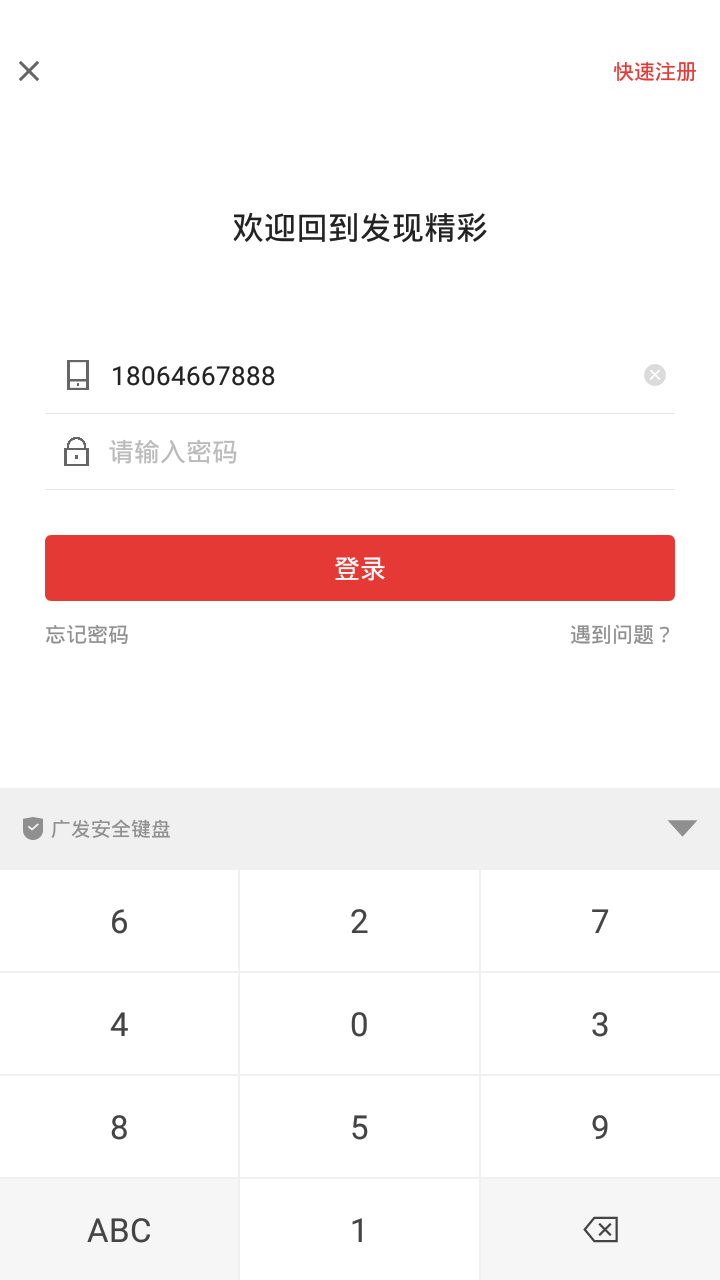 快速注册
欢迎回到发现精彩
18064667888
请输入密码
登录
忘记密码 遇到问题？
广发安全键盘
6 2 7
4 0 3
8 5 9
ABC 1